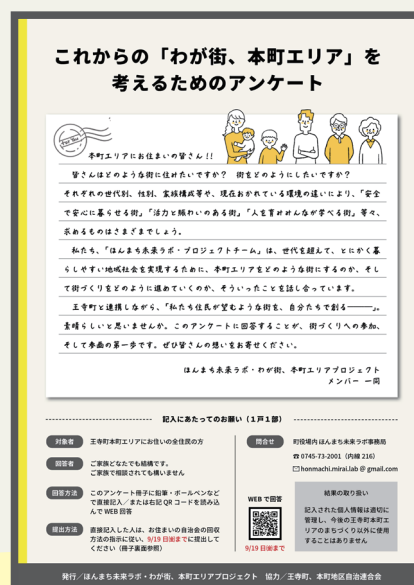 これからの「わが街、本町エリア」を
考えるためのアンケート
For You
本町エリアにお住まいの皆さん!!
皆さんはどのような街に住みたいですか？　街をどのようにしたいですか？
それぞれの世代別、性別、家族構成等や、現在おかれている環境の違いにより、「安全
で安心に暮らせる街」「活力と賑わいのある街」「人を育みみんなが学べる街」等々、
求めるものはさまざまでしょう。
私たち、「ほんまち未来ラボ・プロジェクトチーム」は、世代を超えて、とにかく暮
らしやすい地域社会を実現するために、本町エリアをどのような街にするのか、そし
て街づくりをどのように進めていくのか、そういったことを話し合っています。
王寺町と連携しながら、「私たち住民が望むような街を、自分たちで創る―――」。
素晴らしいと思いませんか。このアンケートに回答することが、街づくりへの参加、
そして参画の第一歩です。ぜひ皆さんの想いをお寄せください。
ほんまち未来ラボ・わが街、本町エリアプロジェクト
メンバー 一同
記入にあたってのお願い（1戸1部）
対象者　王寺町本町エリアにお住いの全住民の方
回答者　ご家族どなたでも結構です。
ご家族で相談されても構いません
回答方法　このアンケート冊子に鉛筆・ボールペンなど
で直接記入／または右記QRコードを読み込
んでWEB回答
提出方法　直接記入した人は、お住まいの自治会の回収
方法の指示に従い、9/19 日㊗までに提出して
ください（冊子裏面参照）
問合せ　町役場内 ほんまち未来ラボ事務局
☎ 0745-73-2001（内線 216）
✉ honmachi.mirai.lab @ gmail.com
WEBで回答
9/19 日㊗まで
結果の取り扱い
記入された個人情報は適切に
管理し、今後の王寺町本町エリ
アのまちづくり以外に使用
することはありません
発行／ほんまち未来ラボ・わが街、本町エリアプロジェクト　協力／王寺町、本町地区自治連合会